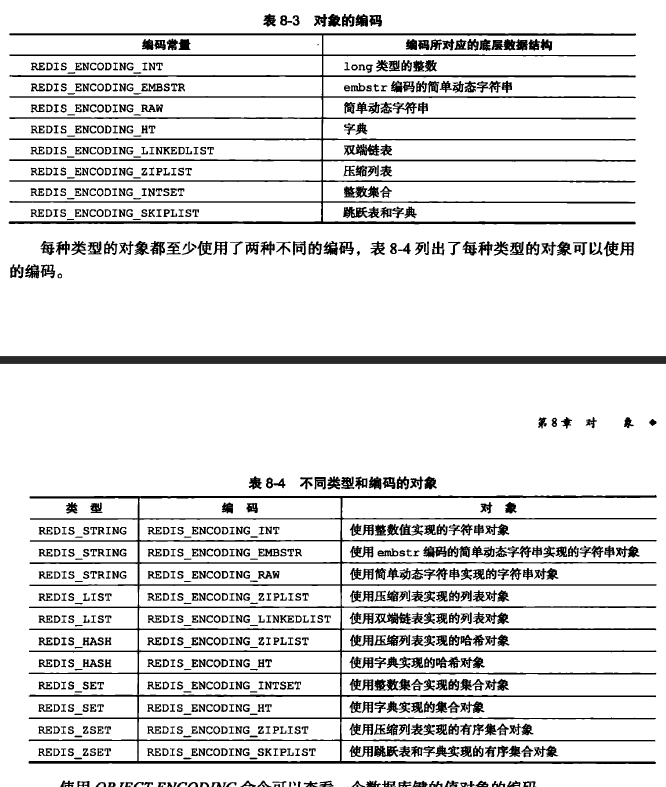 表 8-3 对象的编码
编码常量 编码所对应的底层数据结构
REDIS_ENCODING_INT long 类型的整数
REDIS_ENCODING_EMBSTR embstr 编码的简单动态字符串
REDIS_ENCODING_RAW 简单动态字符串
REDIS_ENCODING_HT 字典
REDIS_ENCODING_LINKEDLIST 双端链表
REDIS_ENCODING_ZIPLIST 压缩列表
REDIS_ENCODING_INTSET 整数集合
REDIS_ENCODING_SKIPLIST 跳跃表和字典
每种类型的对象都至少使用了两种不同的编码，表 8-4 列出了每种类型的对象可以使用
的编码。
第 8 章 对 象
表 8-4 不同类型和编码的对象
类 型 编 码 对 象
REDIS_STRING REDIS_ENCODING_INT 使用整数值实现的字符串对象
REDIS_STRING REDIS_ENCODING_EMBSTR 使用 embstr 编码的简单动态字符串实现的字符串对象
REDIS_STRING REDIS_ENCODING_RAW 使用简单动态字符串实现的字符串对象
REDIS_LIST REDIS_ENCODING_ZIPLIST 使用压缩列表实现的列表对象
REDIS_LIST REDIS_ENCODING_LINKEDLIST 使用双端链表实现的列表对象
REDIS_HASH REDIS_ENCODING_ZIPLIST 使用压缩列表实现的哈希对象
REDIS_HASH REDIS_ENCODING_HT 使用字典实现的哈希对象
REDIS_SET REDIS_ENCODING_INTSET 使用整数集合实现的集合对象
REDIS_SET REDIS_ENCODING_HT 使用字典实现的集合对象
REDIS_ZSET REDIS_ENCODING_ZIPLIST 使用压缩列表实现的有序集合对象
REDIS_ZSET REDIS_ENCODING_SKIPLIST 使用跳跃表和字典实现的有序集合对象
使用 OBJECT ENCODING 命令可以查看一个数据库键的值对象的编码